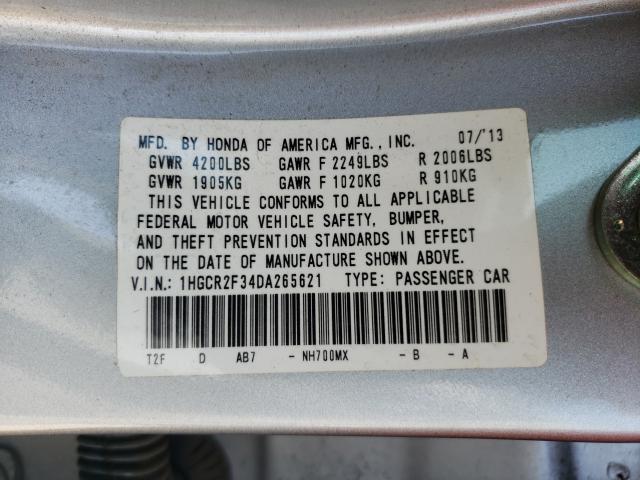 MFD. BY HONDA OF AMERICA MFG., INC. 07/'13
GVWR 4200LBS GAWR F 2249LBS R 2006LBS
GVWR 1905KG GAWR F 1020KG R 910KG
THIS VEHICLE CONFORMS TO ALL APPLICABLE
FEDERAL MOTOR VEHICLE SAFETY, BUMPER,
AND THEFT PREVENTION STANDARDS IN EFFECT
ON THE DATE OF MANUFACTURE SHOWN ABOVE.
V.I.N.: 1HGCR2F34DA265621 TYPE: PASSENGER CAR
T2F D AB7 - NH700MX - B - A